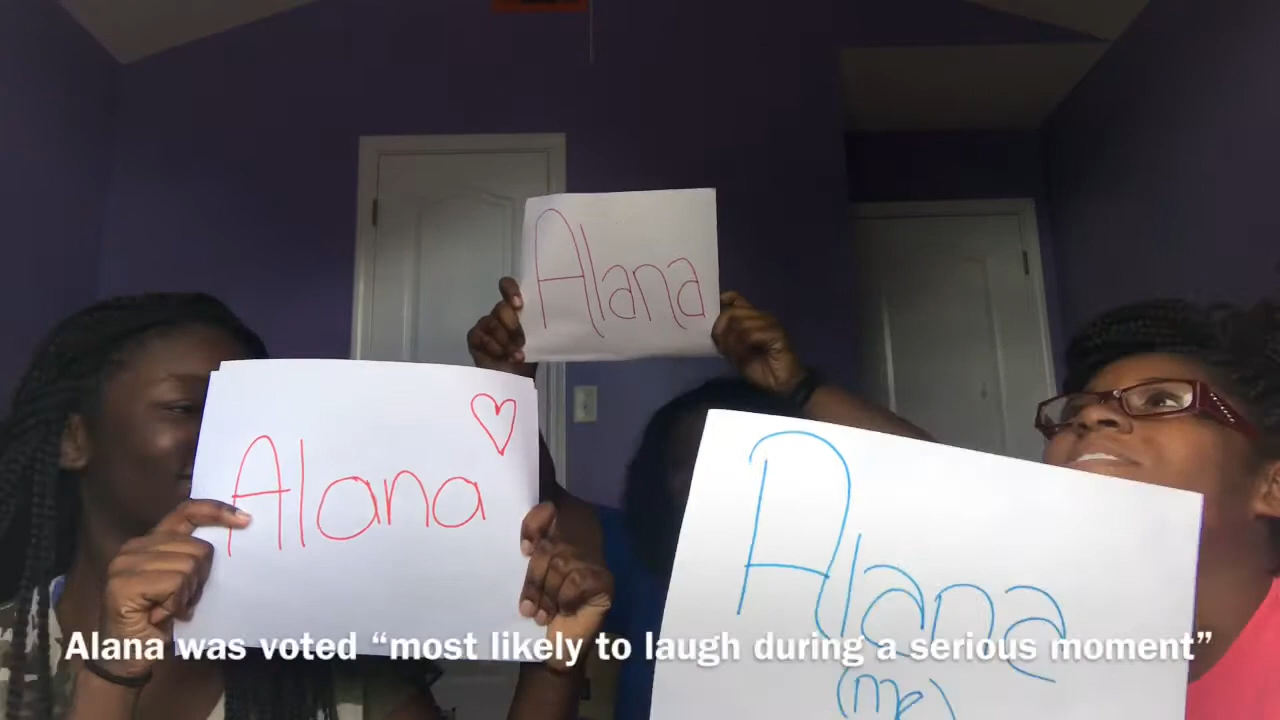 Alana
Alana
Alana
(me)
Alana was voted “most likely to laugh during a serious moment”